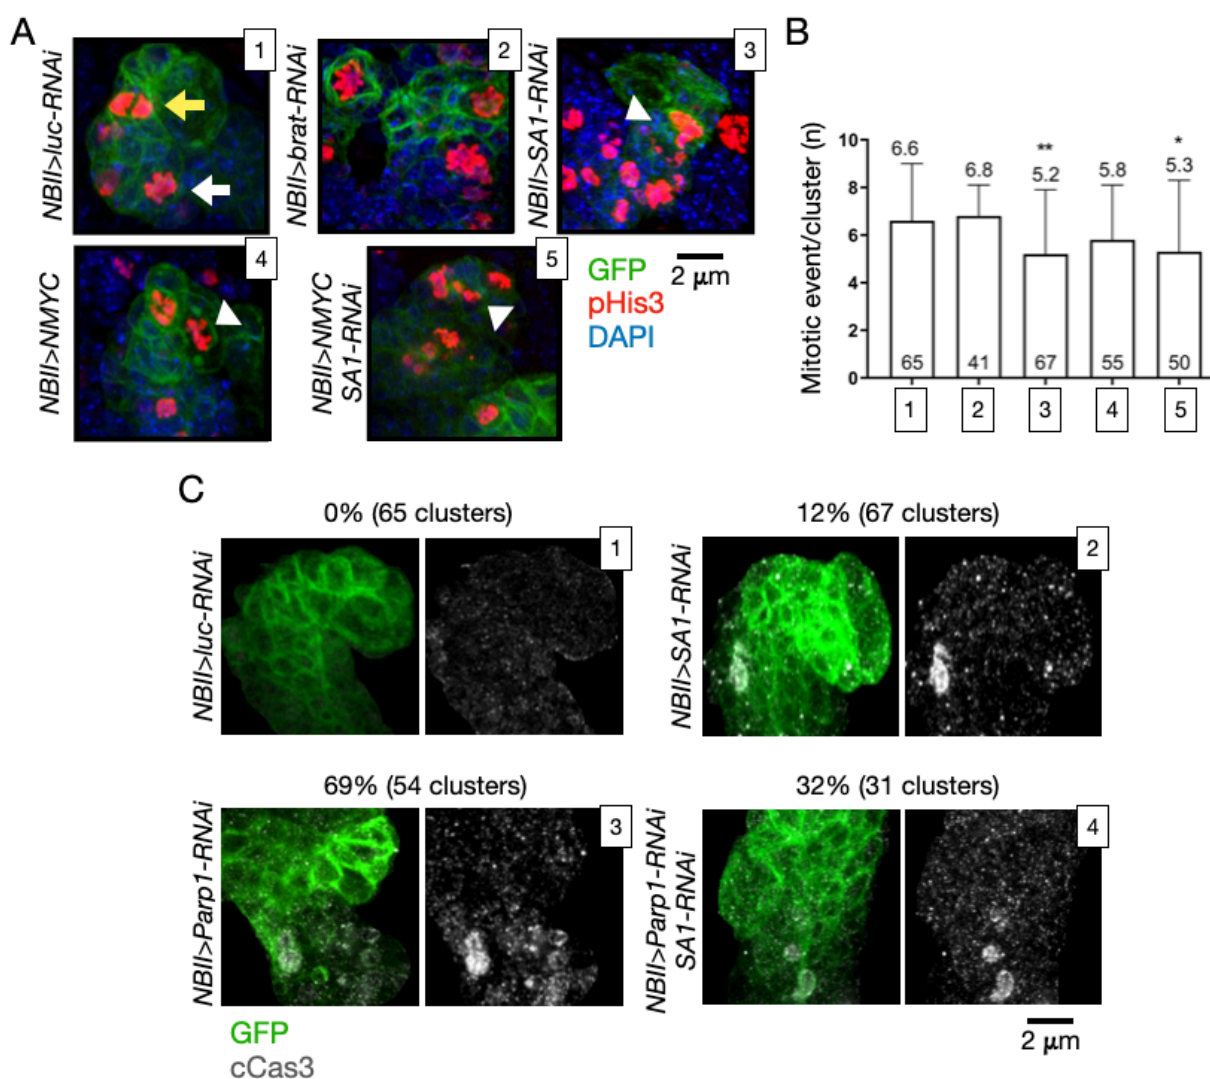 A
B
NBII>luc-RNAi
1
NBII>brat-RNAi
2
NBII>SA1-RNAi
3
NBII>NMYC
4
NBII>NMYC
SA1-RNAi
5
GFP
pHis3
DAPI
2 μm
Mitotic event/cluster (n)
10
8
6
4
2
0
6.6
6.8
**
5.2
5.8
*
5.3
65
41
67
55
50
1
2
3
4
5
C
0% (65 clusters)
NBII>luc-RNAi
1
12% (67 clusters)
NBII>SA1-RNAi
2
69% (54 clusters)
NBII>Parp1-RNAi
3
32% (31 clusters)
NBII>Parp1-RNAi
SA1-RNAi
4
GFP
cCas3
2 μm